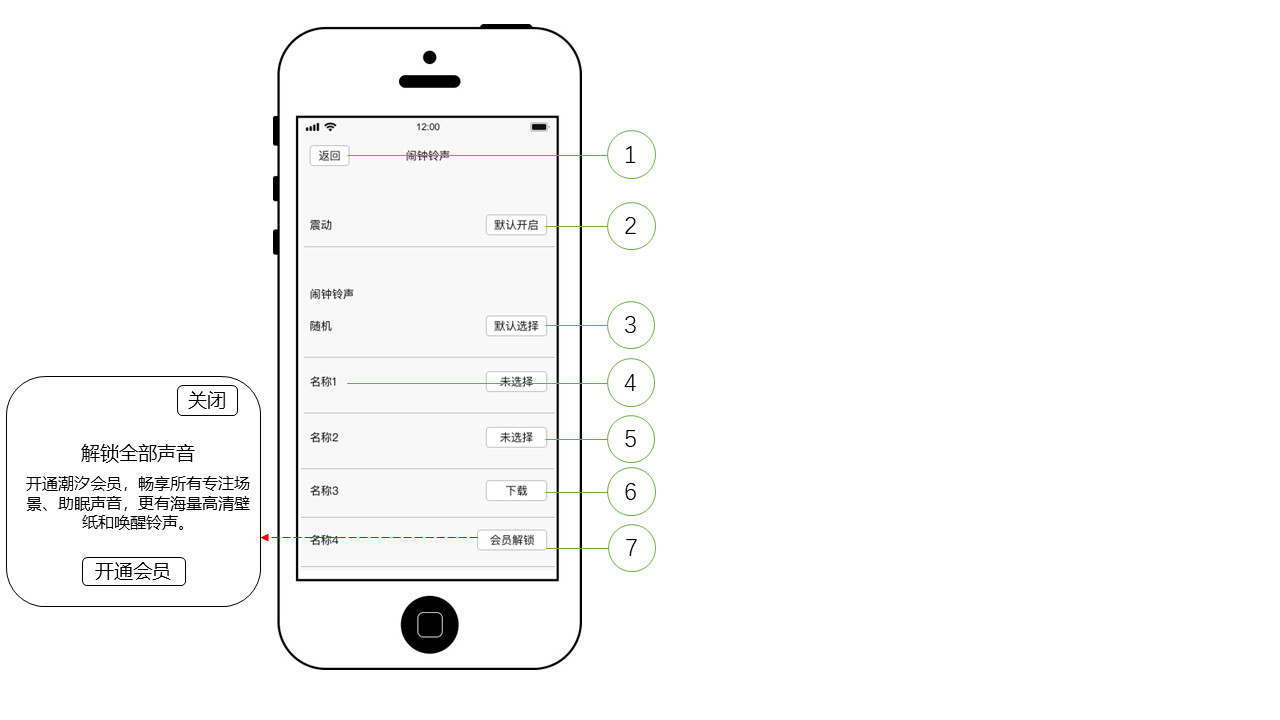 12:00
返回
闹钟铃声
1
震动
默认开启
2
闹钟铃声
随机
默认选择
3
名称1
未选择
4
名称2
未选择
5
名称3
下载
6
名称4
会员解锁
7
关闭
解锁全部声音
开通潮汐会员，畅享所有专注场
景、助眠声音，更有海量高清壁
纸和唤醒铃声。
开通会员